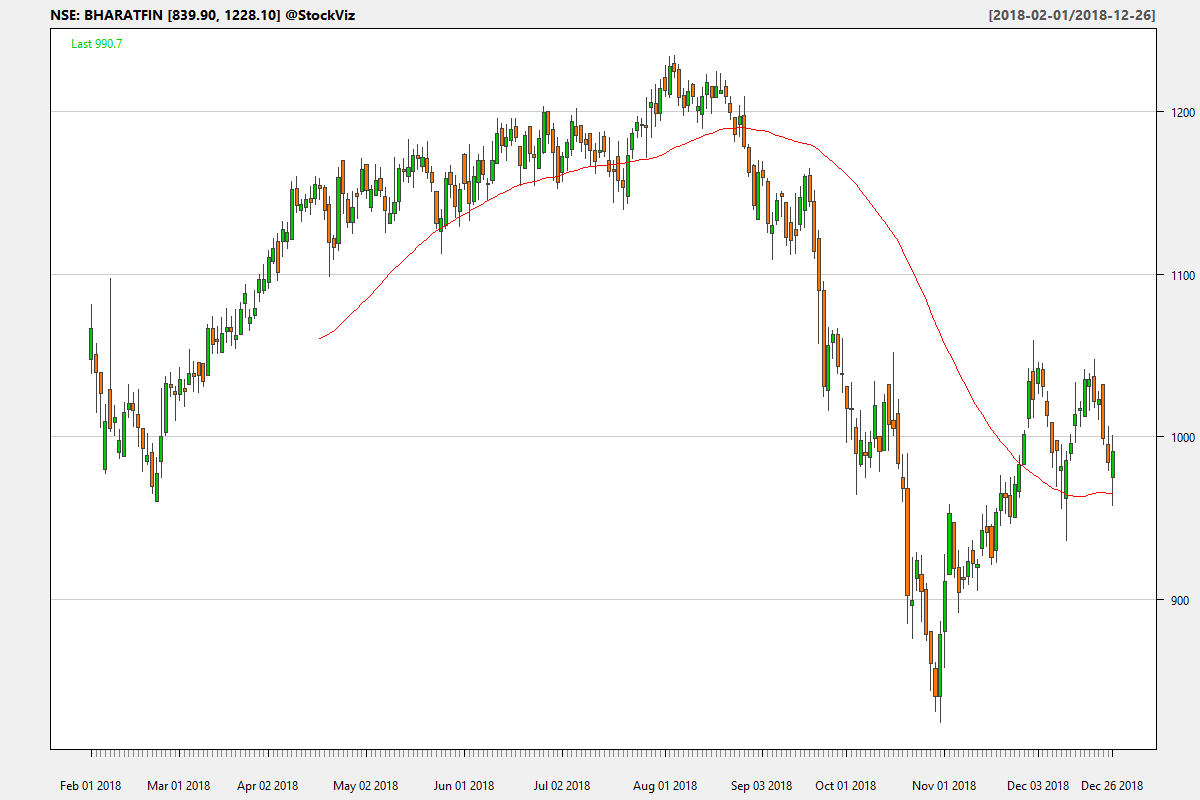 NSE: BHARATFIN [839.90, 1228.10] @StockViz [2018-02-01/2018-12-26]
Last 990.7
1200
1100
1000
900
Feb 01 2018 Mar 01 2018 Apr 02 2018 May 02 2018 Jun 01 2018 Jul 02 2018 Aug 01 2018 Sep 03 2018 Oct 01 2018 Nov 01 2018 Dec 03 2018 Dec 26 2018